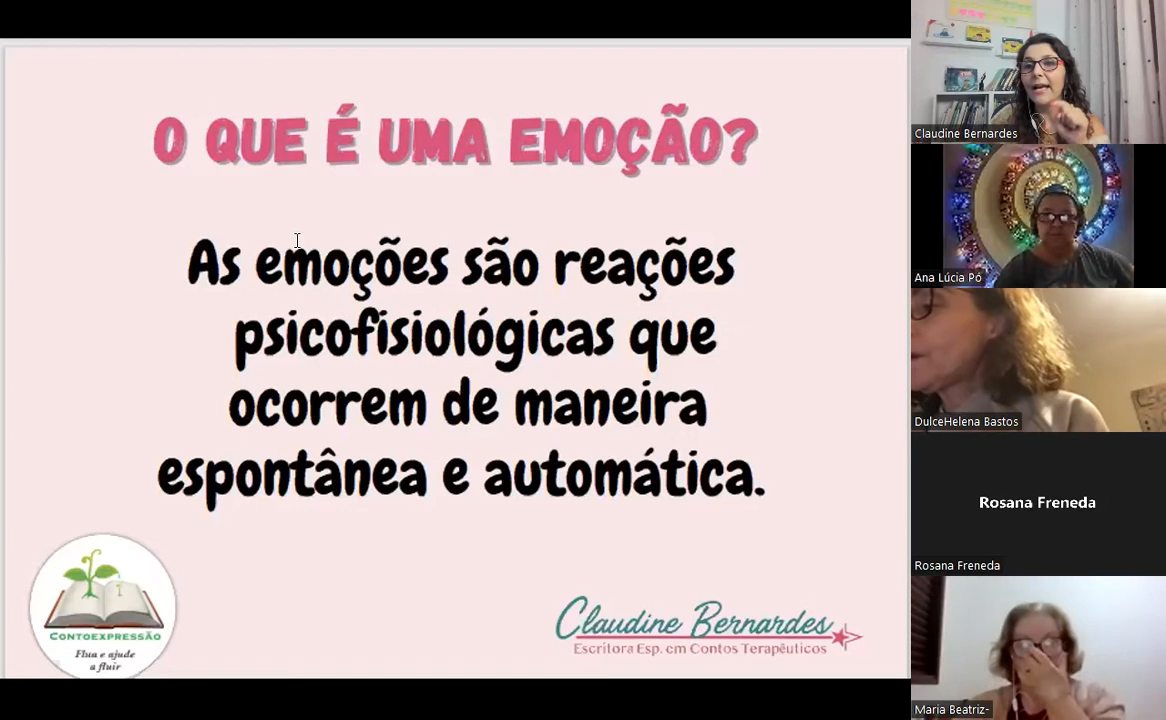 O QUE É UMA EMOÇÃO?
As emoções são reações
psicofisiológicas que
ocorrem de maneira
espontânea e automática.
CONTOEXPRESSÃO
Flua e ajude
a fluir
Claudine Bernardes
Escritora Esp. em Contos Terapêuticos
Claudine Bernardes
Ana Lúcia Pó
DulceHelena Bastos
Rosana Freneda
Rosana Freneda
Maria Beatriz-